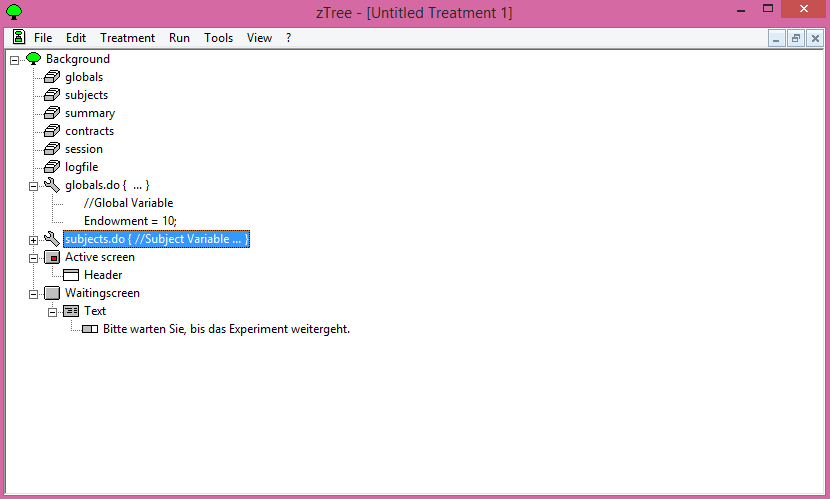 zTree - [Untitled Treatment 1]
File Edit Treatment Run Tools View ?
Background
globals
subjects
summary
contracts
session
logfile
globals.do { ... }
//Global Variable
Endowment = 10;
subjects.do { //Subject Variable ... }
Active screen
Header
Waitingscreen
Text
Bitte warten Sie, bis das Experiment weitergeht.